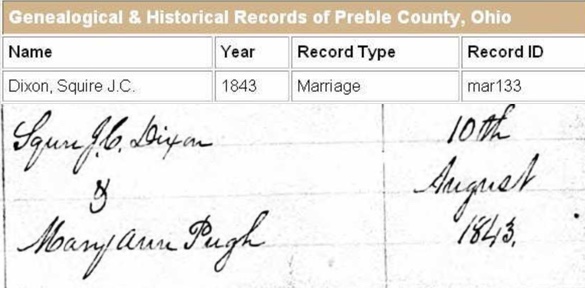 Genealogical & Historical Records of Preble County, Ohio
Name Year Record Type Record ID
Dixon, Squire J.C. 1843 Marriage mar133
Squire J.C. Dixon 10th
& August
Mary Ann Pugh 1843.